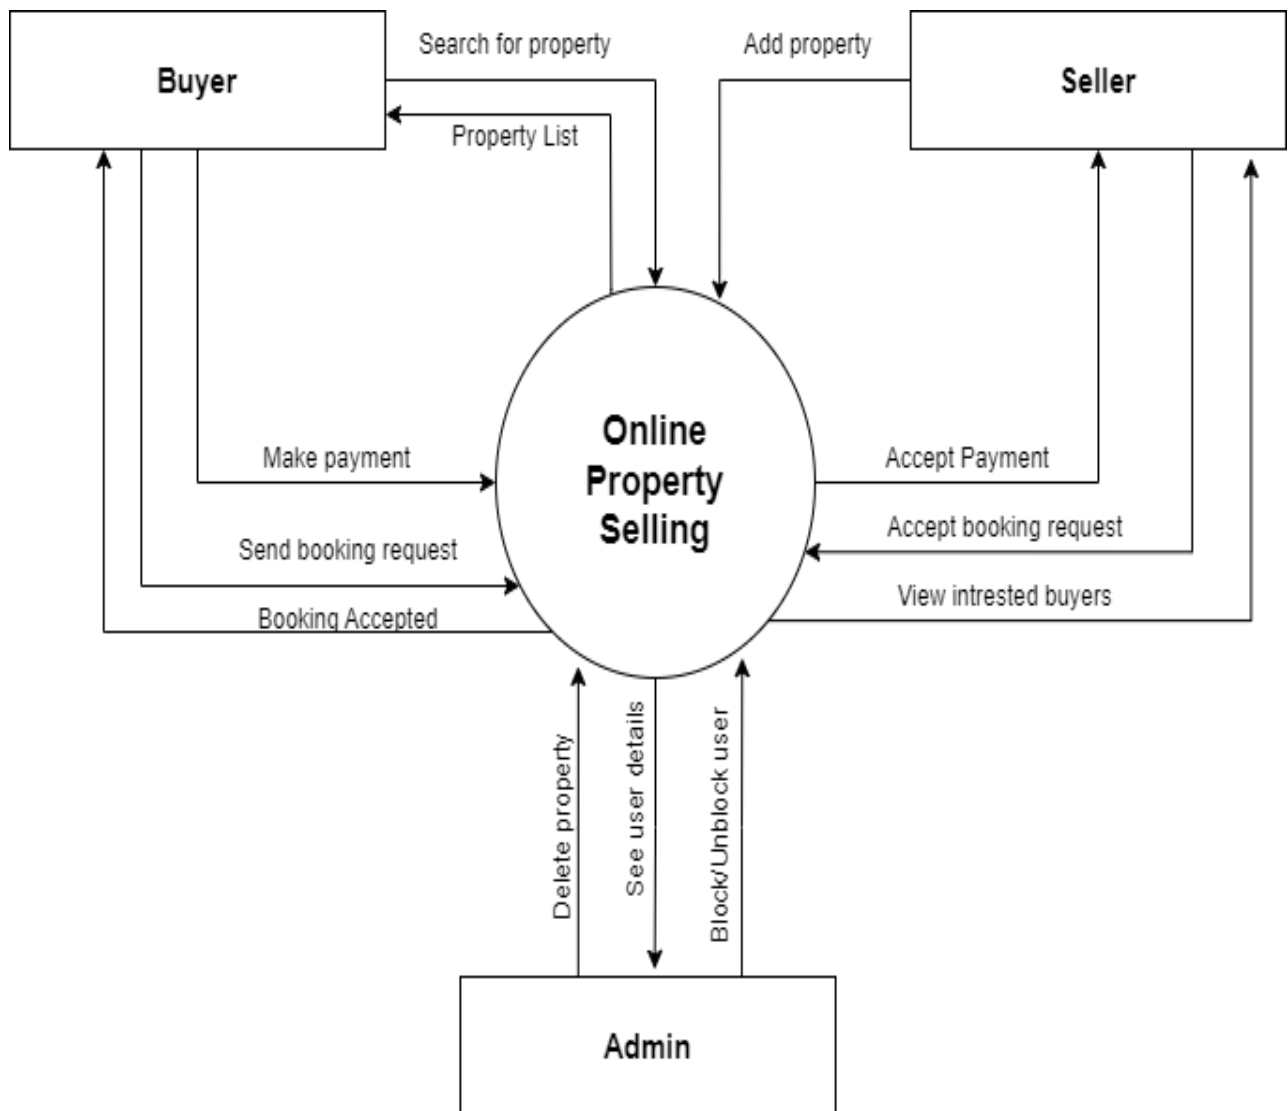 Search for property
Add property
Buyer
Seller
Property List
Online
Property
Selling
Make payment
Accept Payment
Send booking request
Accept booking request
Booking Accepted
View intrested buyers
Delete property
See user details
Block/Unblock user
Admin